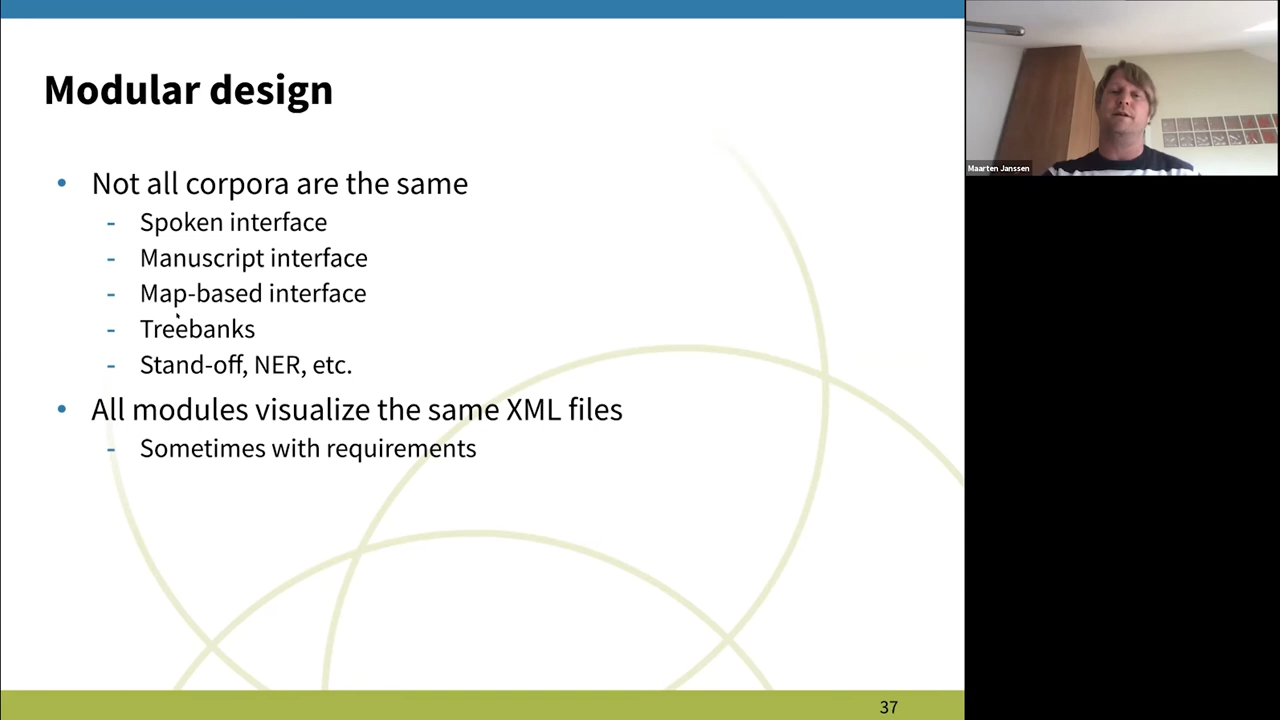 Modular design
Not all corpora are the same
- Spoken interface
- Manuscript interface
- Map-based interface
- Treebanks
- Stand-off, NER, etc.
All modules visualize the same XML files
- Sometimes with requirements
37
Maarten Janssen